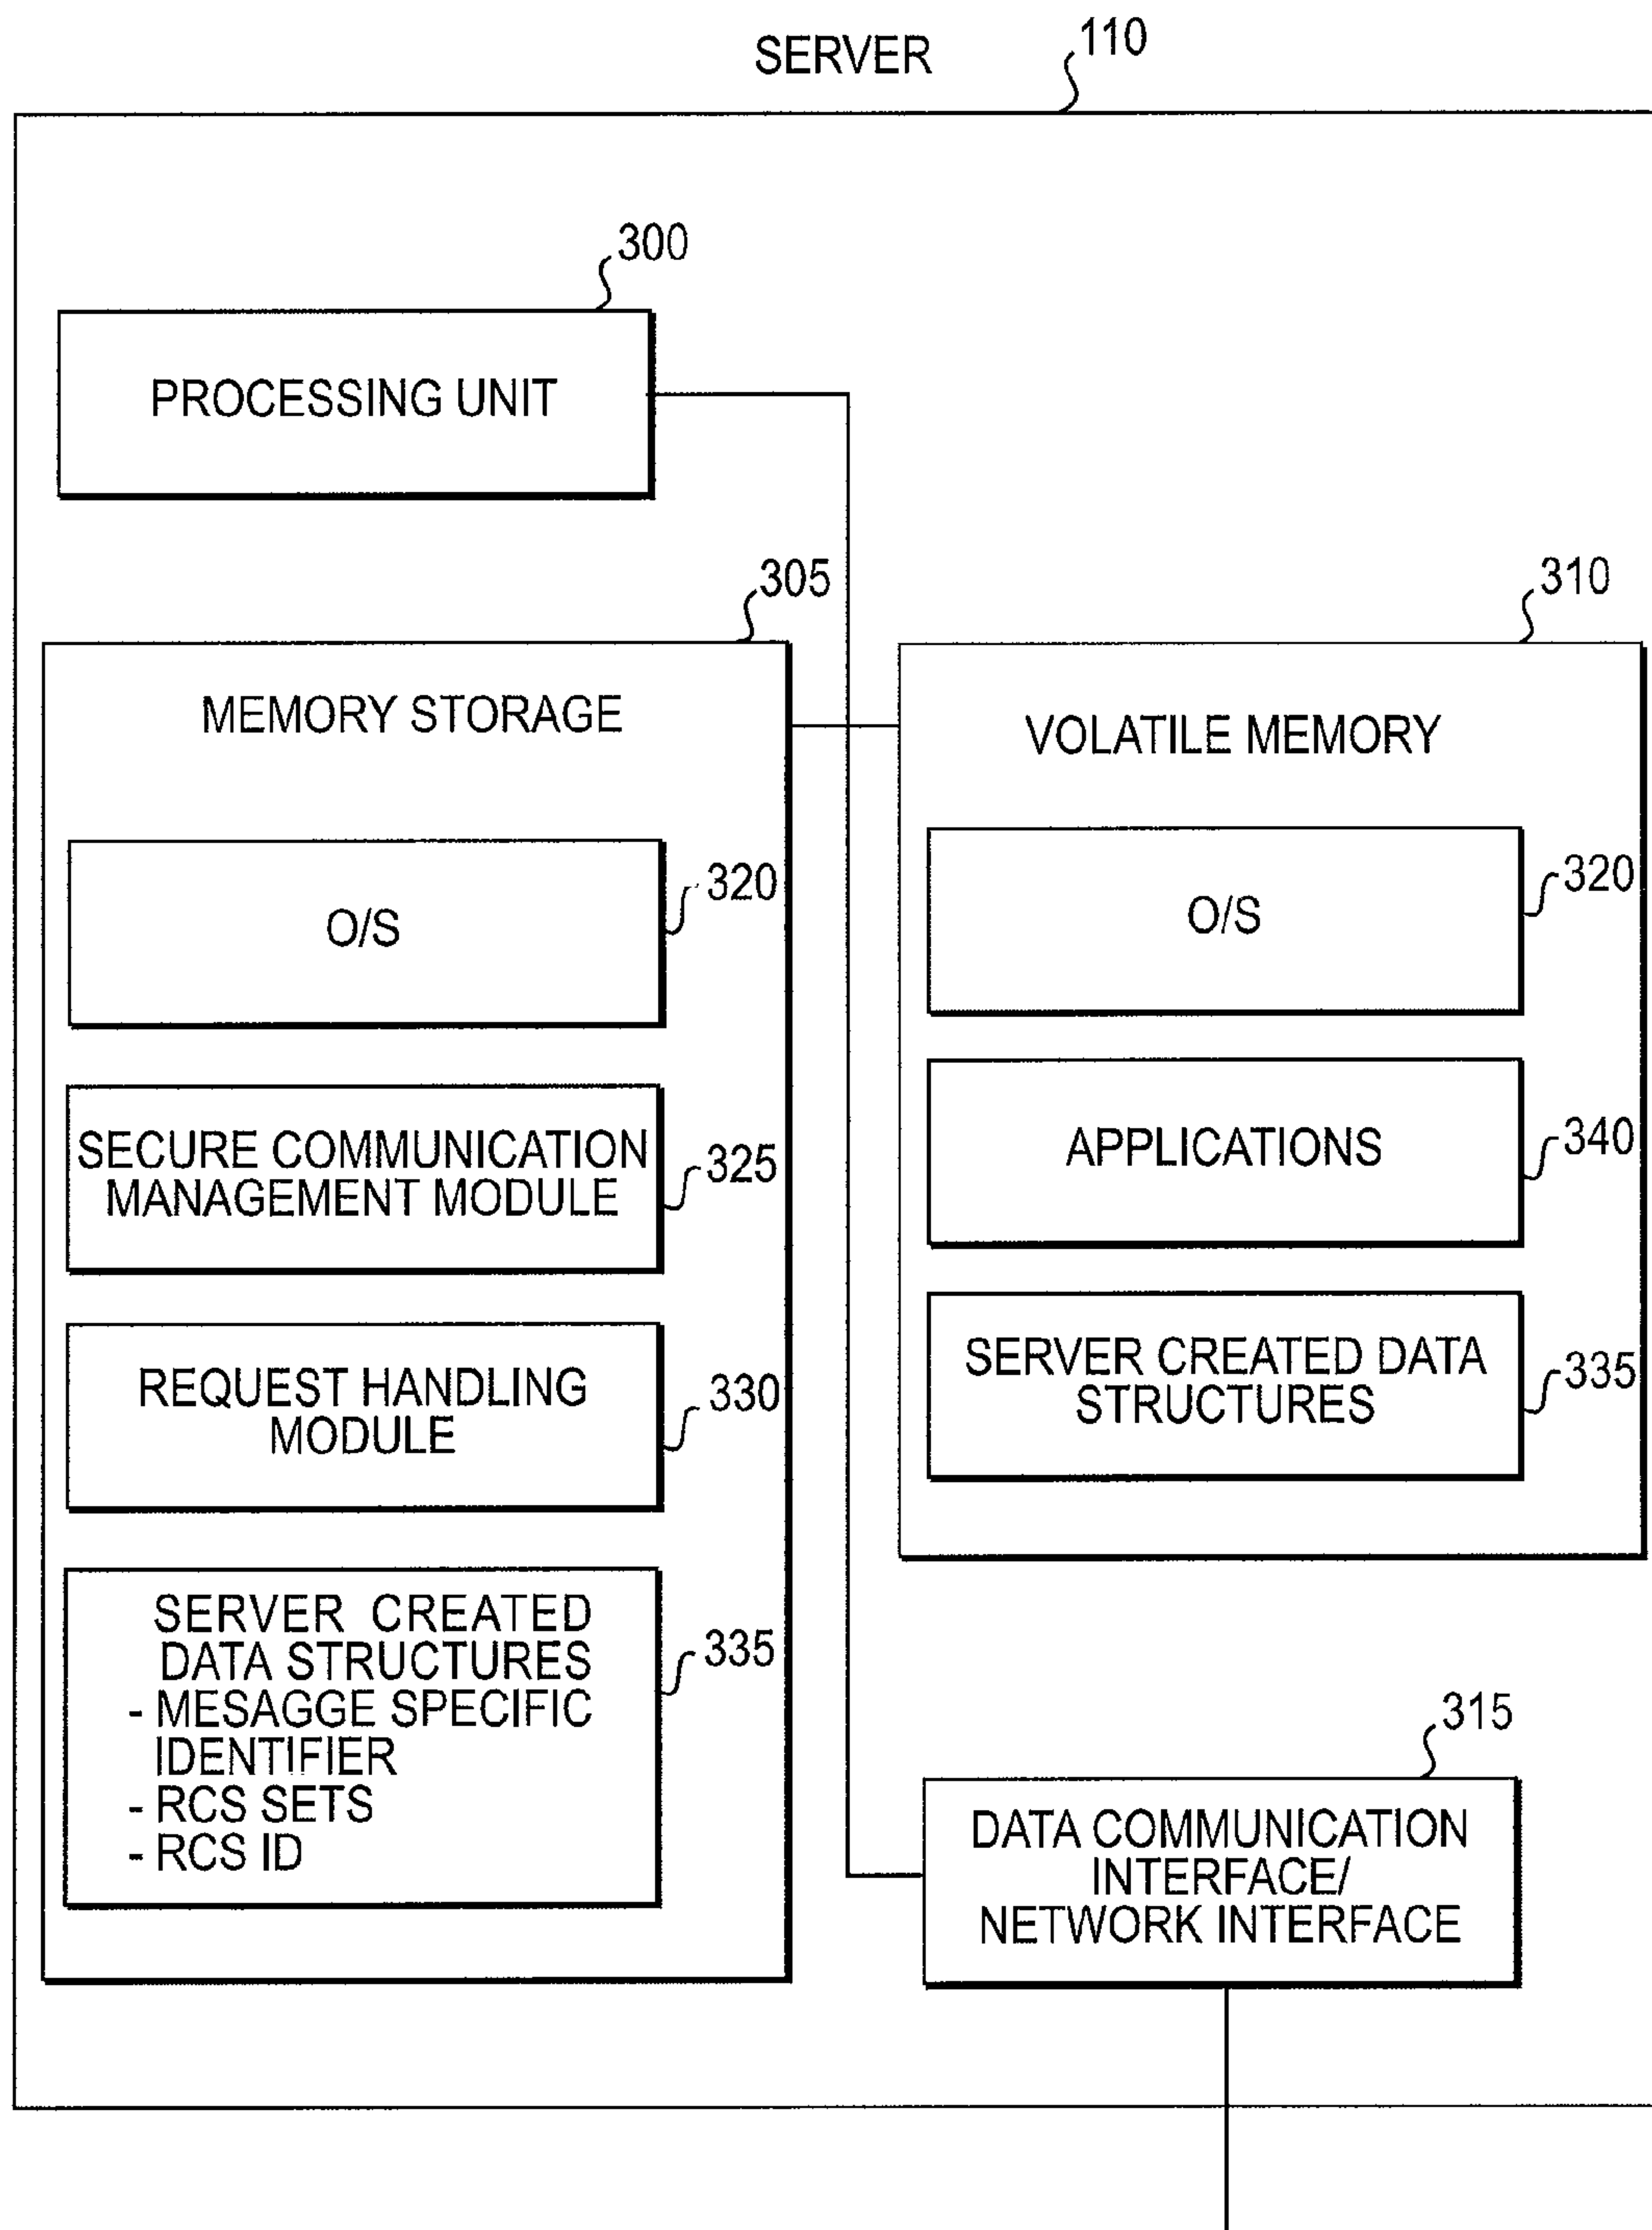 SERVER
110
300
PROCESSING UNIT
305
MEMORY STORAGE
O/S
320
SECURE COMMUNICATION
MANAGEMENT MODULE
325
REQUEST HANDLING
MODULE
330
SERVER CREATED
DATA STRUCTURES
- MESAGGE SPECIFIC
IDENTIFIER
- RCS SETS
- RCS ID
335
310
VOLATILE MEMORY
O/S
320
APPLICATIONS
340
SERVER CREATED DATA
STRUCTURES
335
315
DATA COMMUNICATION
INTERFACE/
NETWORK INTERFACE